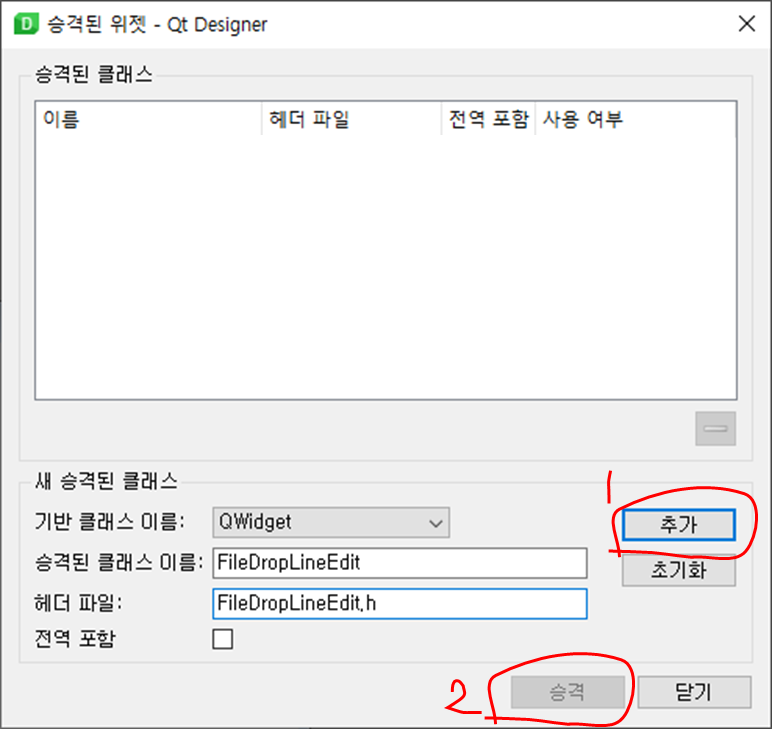 승격된 위젯 - Qt Designer
승격된 클래스
이름 헤더 파일 전역 포함 사용 여부
새 승격된 클래스
기반 클래스 이름: QWidget
1
추가
승격된 클래스 이름: FileDropLineEdit
초기화
헤더 파일: FileDropLineEdit.h
전역 포함
2 승격 닫기